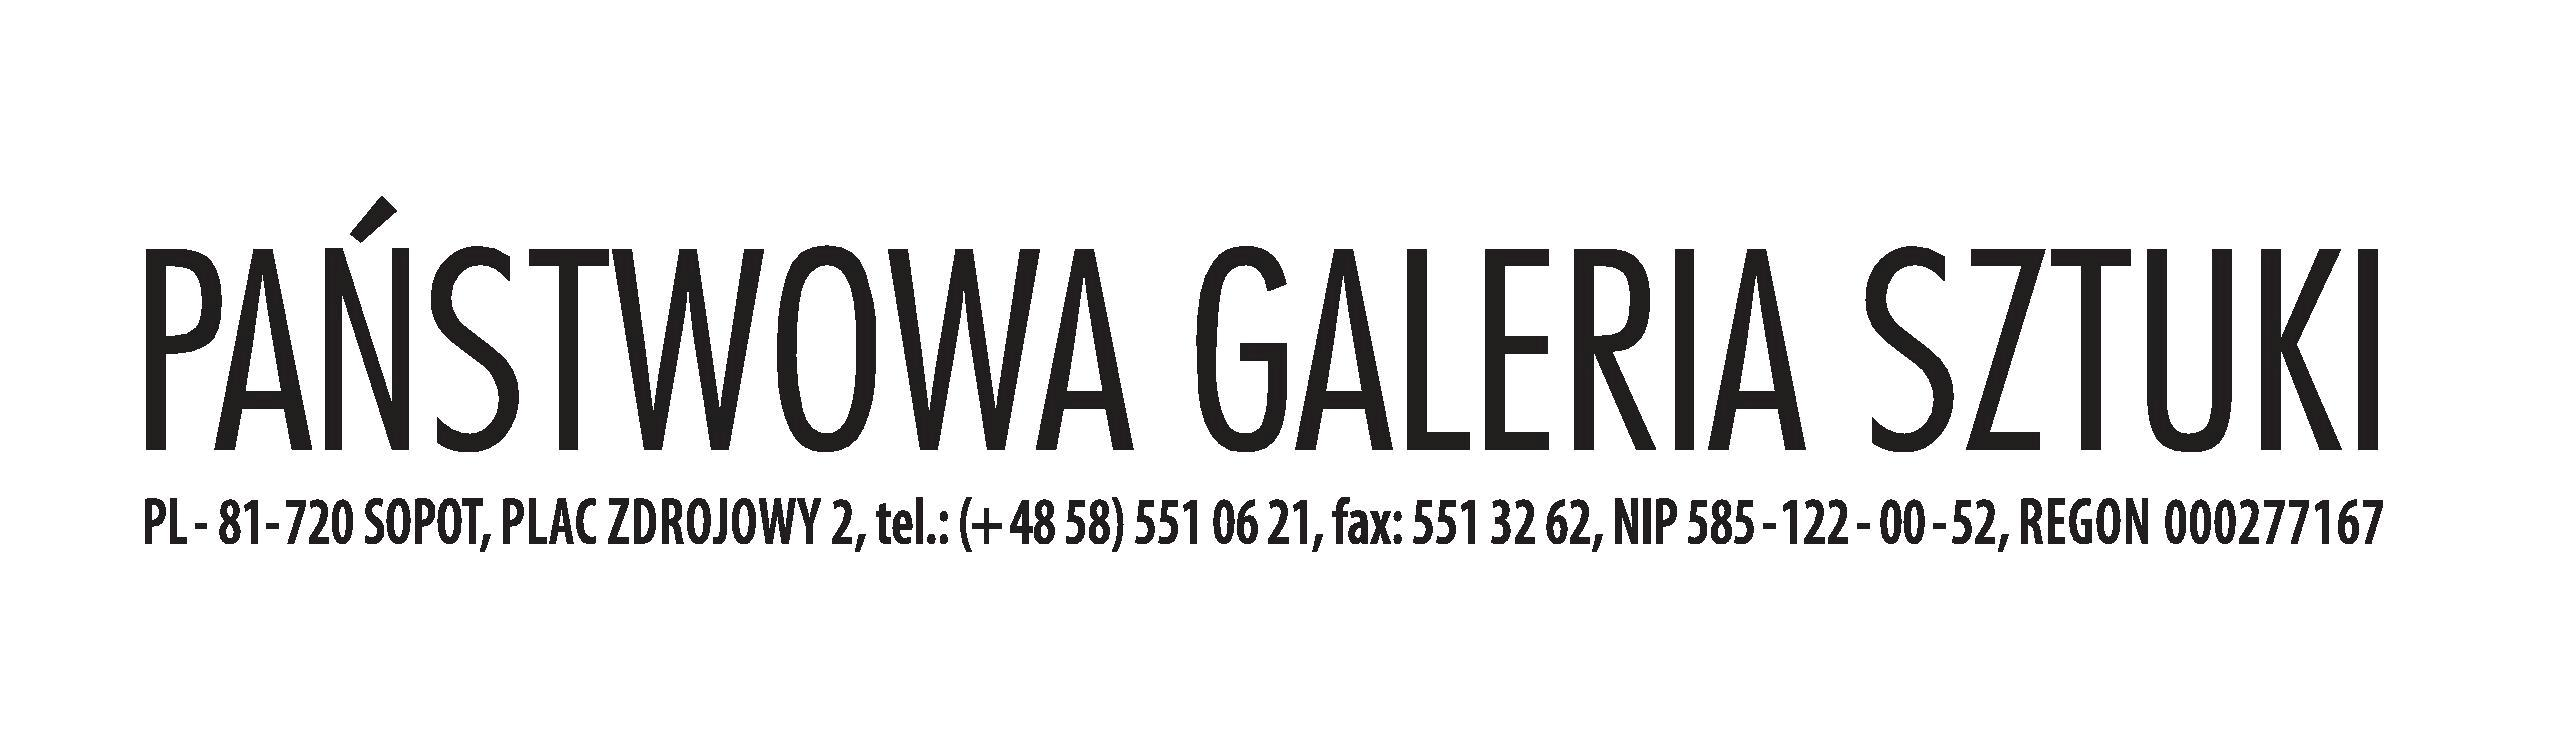 PAŃSTWOWA GALERIA SZTUKI
PL - 81-720 SOPOT, PLAC ZDROJOWY 2, tel.: (+ 48 58) 551 06 21, fax: 551 32 62, NIP 585 - 122 - 00 - 52, REGON 000277167